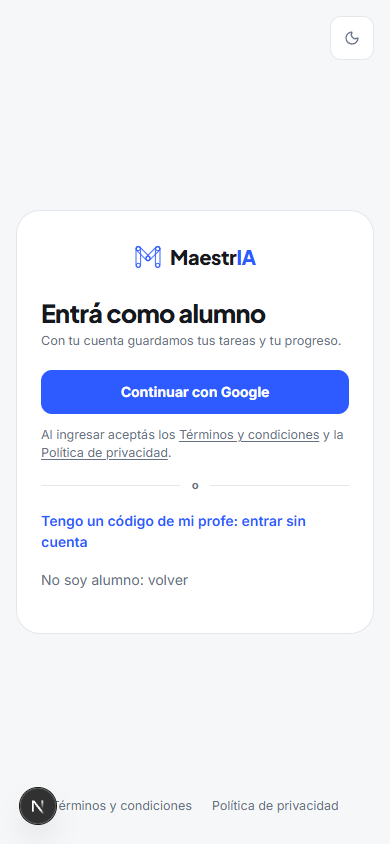 MaestrIA
Entrá como alumno
Con tu cuenta guardamos tus tareas y tu progreso.
Continuar con Google
Al ingresar aceptás los Términos y condiciones y la
Política de privacidad.
o
Tengo un código de mi profe: entrar sin
cuenta
No soy alumno: volver
N
Términos y condiciones Política de privacidad